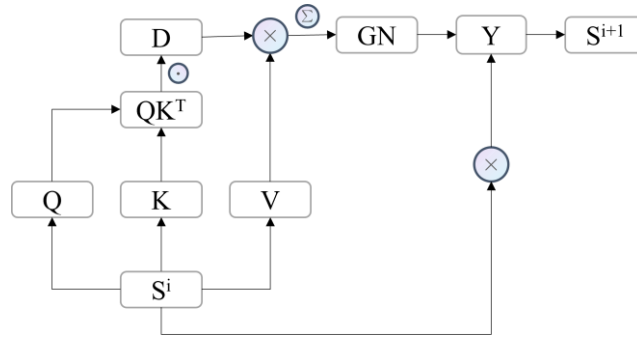 Σ
D × GN Y S^{i+1}
·
QK^T
×
Q K V
S^i